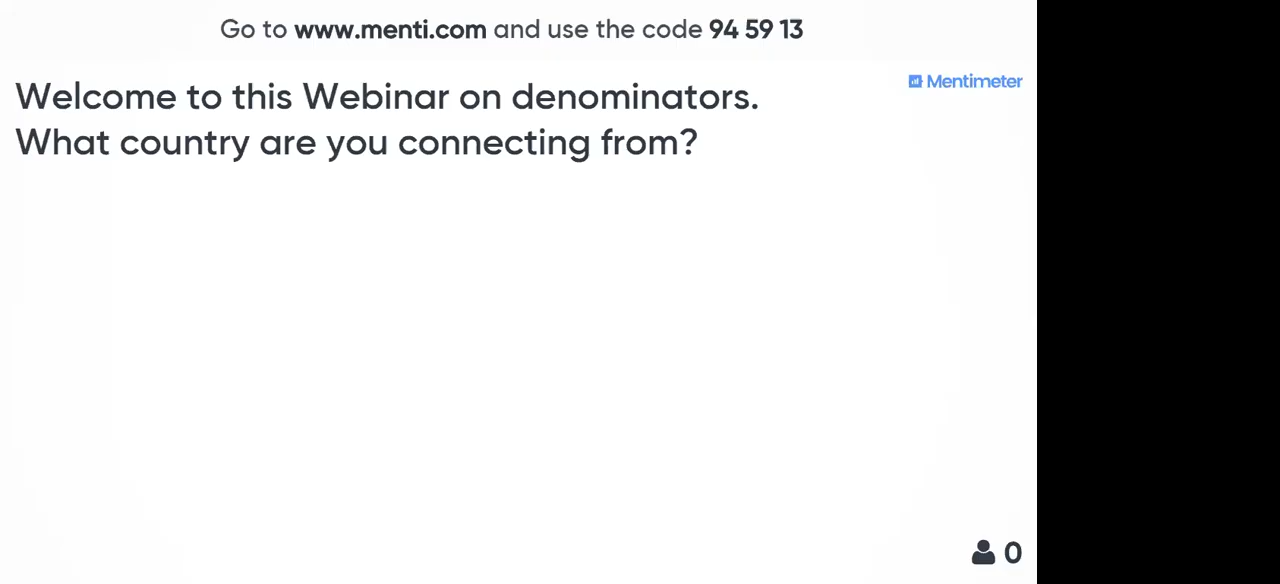 Go to www.menti.com and use the code 94 59 13
Mentimeter
Welcome to this Webinar on denominators.
What country are you connecting from?
0